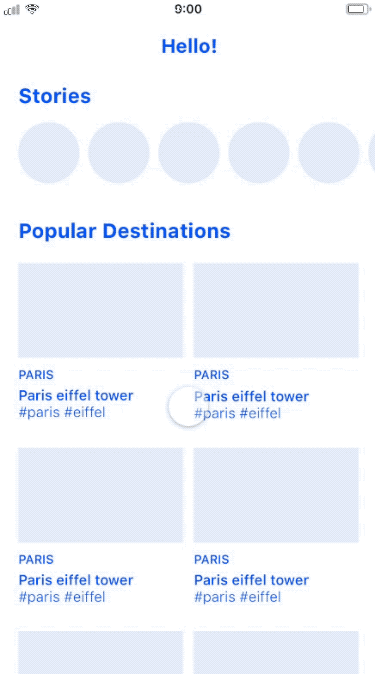 9:00
Hello!
Stories
Popular Destinations
PARIS
Paris eiffel tower
#paris #eiffel
PARIS
Paris eiffel tower
#paris #eiffel
PARIS
Paris eiffel tower
#paris #eiffel
PARIS
Paris eiffel tower
#paris #eiffel